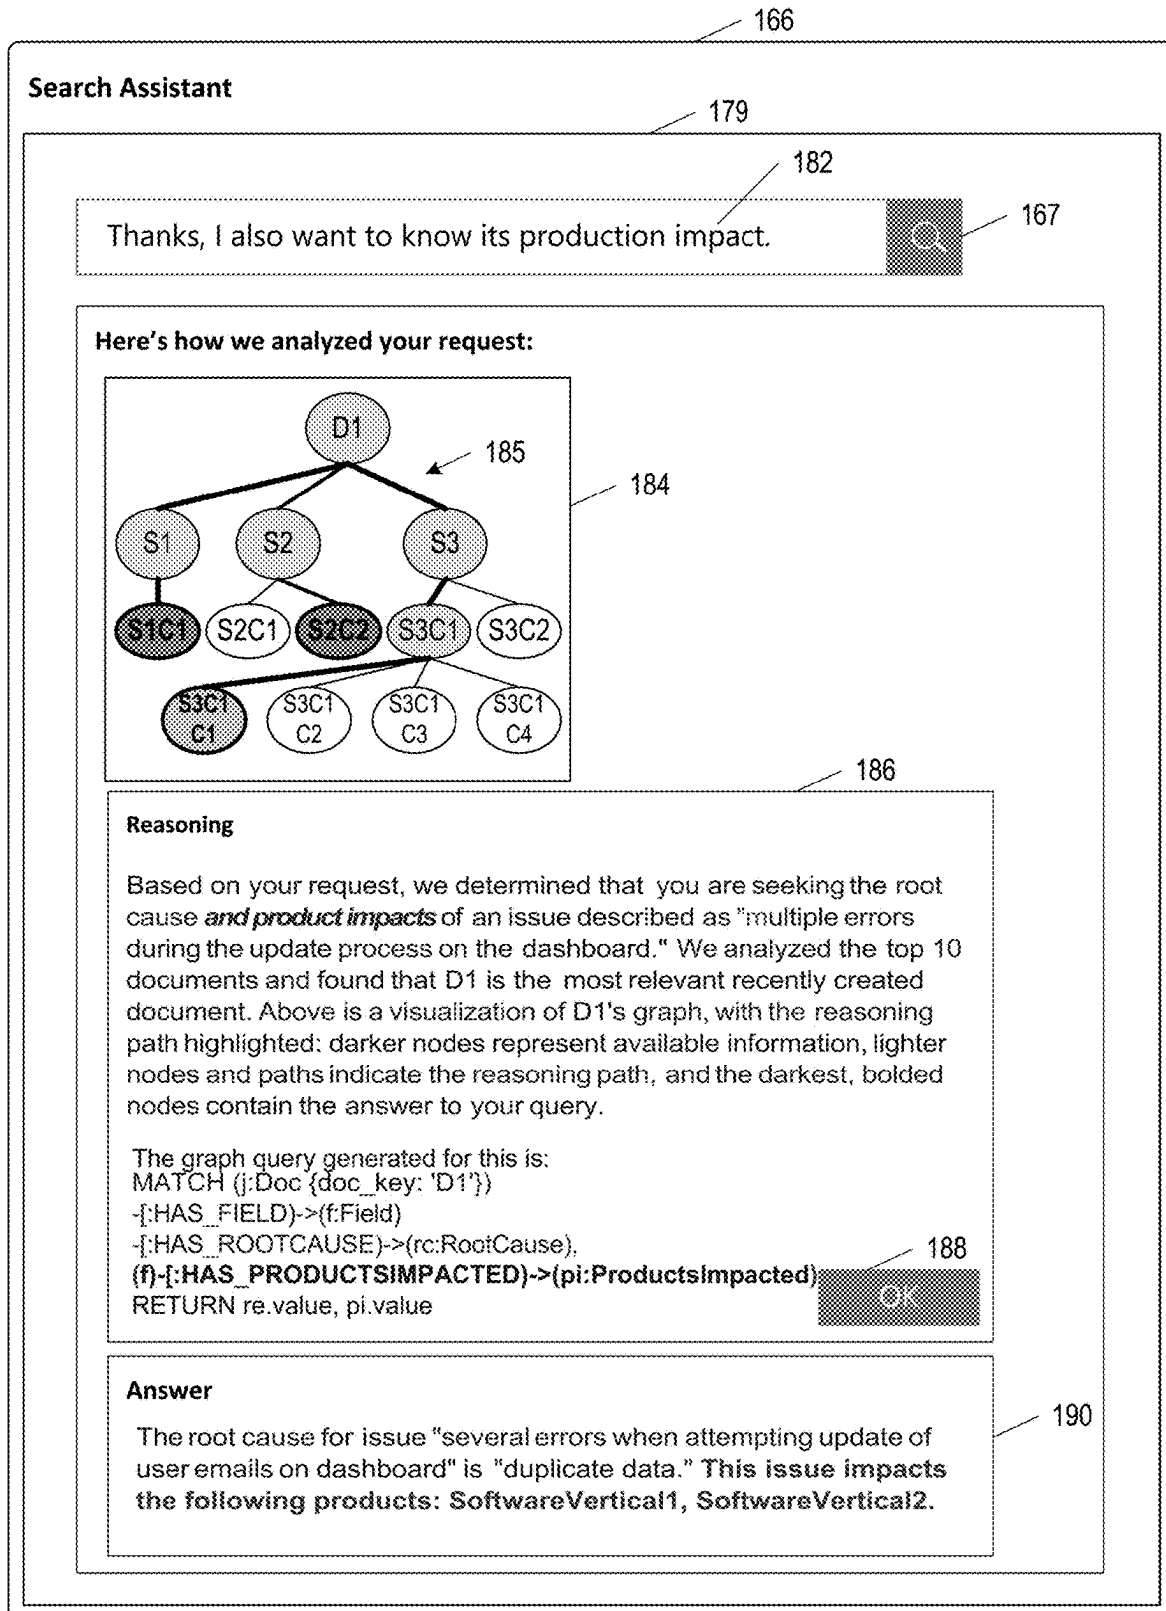 166
Search Assistant
179
182
Thanks, I also want to know its production impact.
167
Here's how we analyzed your request:
D1
185
184
S1 S2 S3
S1C1 S2C1 S2C2 S3C1 S3C2
S3C1 S3C1 S3C1 S3C1
C1 C2 C3 C4
186
Reasoning
Based on your request, we determined that you are seeking the root
cause and product impacts of an issue described as "multiple errors
during the update process on the dashboard." We analyzed the top 10
documents and found that D1 is the most relevant recently created
document. Above is a visualization of D1's graph, with the reasoning
path highlighted: darker nodes represent available information, lighter
nodes and paths indicate the reasoning path, and the darkest, bolded
nodes contain the answer to your query.
The graph query generated for this is:
MATCH (j:Doc {doc_key: 'D1'})
-[:HAS_FIELD)->(f:Field)
-[:HAS_ROOTCAUSE)->(rc:RootCause),
188
(f)-[:HAS_PRODUCTSIMPACTED)->(pi:ProductsImpacted)
OK
RETURN re.value, pi.value
Answer
190
The root cause for issue "several errors when attempting update of
user emails on dashboard" is "duplicate data." This issue impacts
the following products: SoftwareVertical1, SoftwareVertical2.